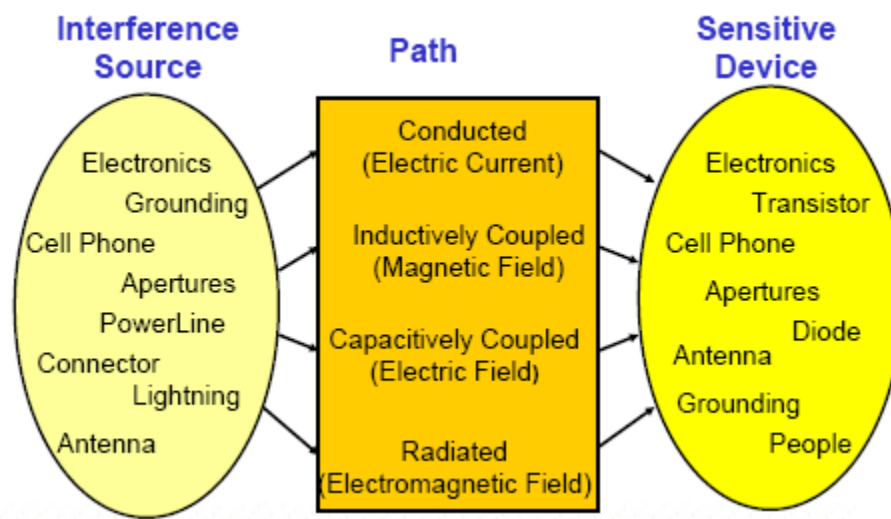 Interference
Source
Path
Sensitive
Device
Electronics
Grounding
Cell Phone
Apertures
PowerLine
Connector
Lightning
Antenna
Conducted
(Electric Current)
Inductively Coupled
(Magnetic Field)
Capacitively Coupled
(Electric Field)
Radiated
(Electromagnetic Field)
Electronics
Transistor
Cell Phone
Apertures
Diode
Antenna
Grounding
People